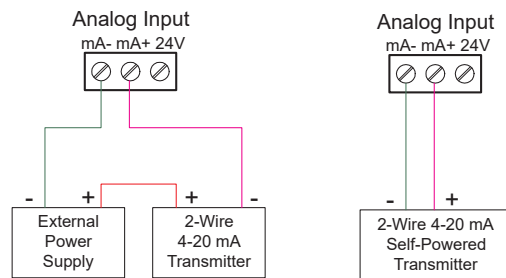 Analog Input
mA- mA+ 24V
- + + -
External
Power
Supply
2-Wire
4-20 mA
Transmitter
Analog Input
mA- mA+ 24V
- +
2-Wire 4-20 mA
Self-Powered
Transmitter